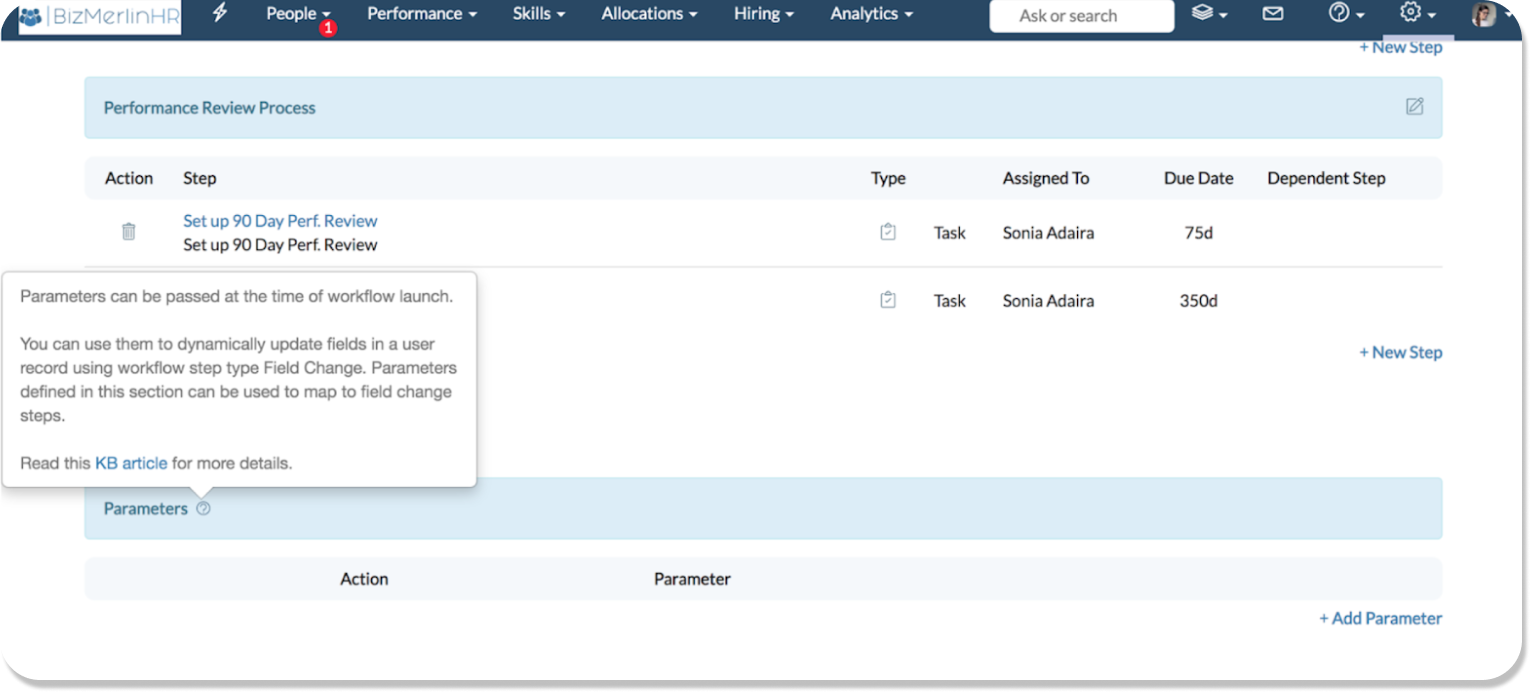 BizMerlinHR
People
1
Performance
Skills
Allocations
Hiring
Analytics
Ask or search
+ New Step
Performance Review Process
Action Step Type Assigned To Due Date Dependent Step
Set up 90 Day Perf. Review
Set up 90 Day Perf. Review
Task Sonia Adaira 75d
Task Sonia Adaira 350d
+ New Step
Parameters can be passed at the time of workflow launch.
You can use them to dynamically update fields in a user
record using workflow step type Field Change. Parameters
defined in this section can be used to map to field change
steps.
Read this KB article for more details.
Parameters
Action Parameter
+ Add Parameter